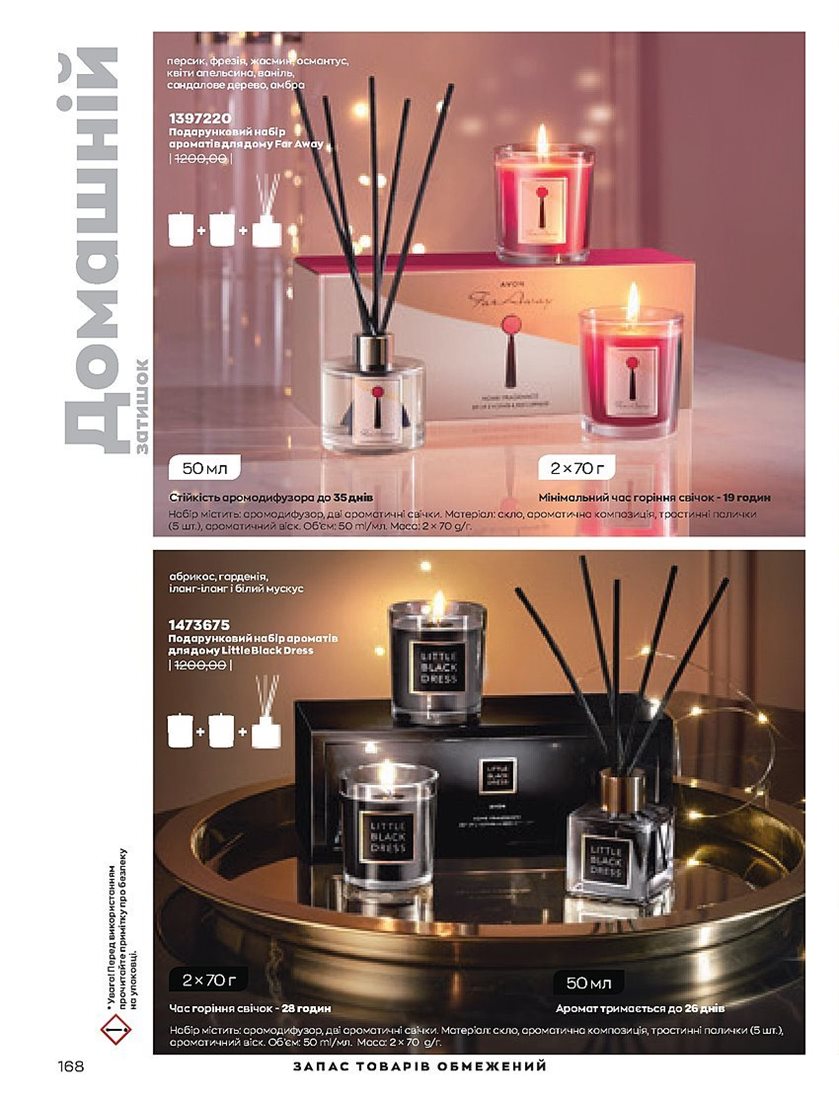 Домашній
затишок
персик, фрезія, жасмин, османтус,
квіти апельсина, ваніль,
сандалове дерево, амбра
1397220
Подарунковий набір
ароматів для дому Far Away
| 1200,00 |
+ +
AVON
Far Away
HOME FRAGRANCE
Far Away
50 мл
2 × 70 г
Стійкість аромодифузора до 35 днів
Мінімальний час горіння свічок - 19 годин
Набір містить: аромодифузор, дві ароматичні свічки. Матеріал: скло, ароматична композиція, тростинні палички
(5 шт.), ароматичний віск. Об'єм: 50 ml/мл. Маса: 2 × 70 g/г.
абрикос, гарденія,
іланг-іланг і білий мускус
1473675
Подарунковий набір ароматів
для дому Little Black Dress
| 1200,00 |
+ +
LITTLE
BLACK
DRESS
LITTLE
BLACK
DRESS
AVON
HOME FRAGRANCE
LITTLE
BLACK
DRESS
LITTLE
BLACK
DRESS
2 × 70 г
50 мл
Час горіння свічок - 28 годин
Аромат тримається до 26 днів
Набір містить: аромодифузор, дві ароматичні свічки. Матеріал: скло, ароматична композиція, тростинні палички (5 шт.),
ароматичний віск. Об'єм: 50 ml/мл. Маса: 2 × 70 g/г.
* Увага! Перед використанням
прочитайте примітку про безпеку
на упаковці.
168
ЗАПАС ТОВАРІВ ОБМЕЖЕНИЙ